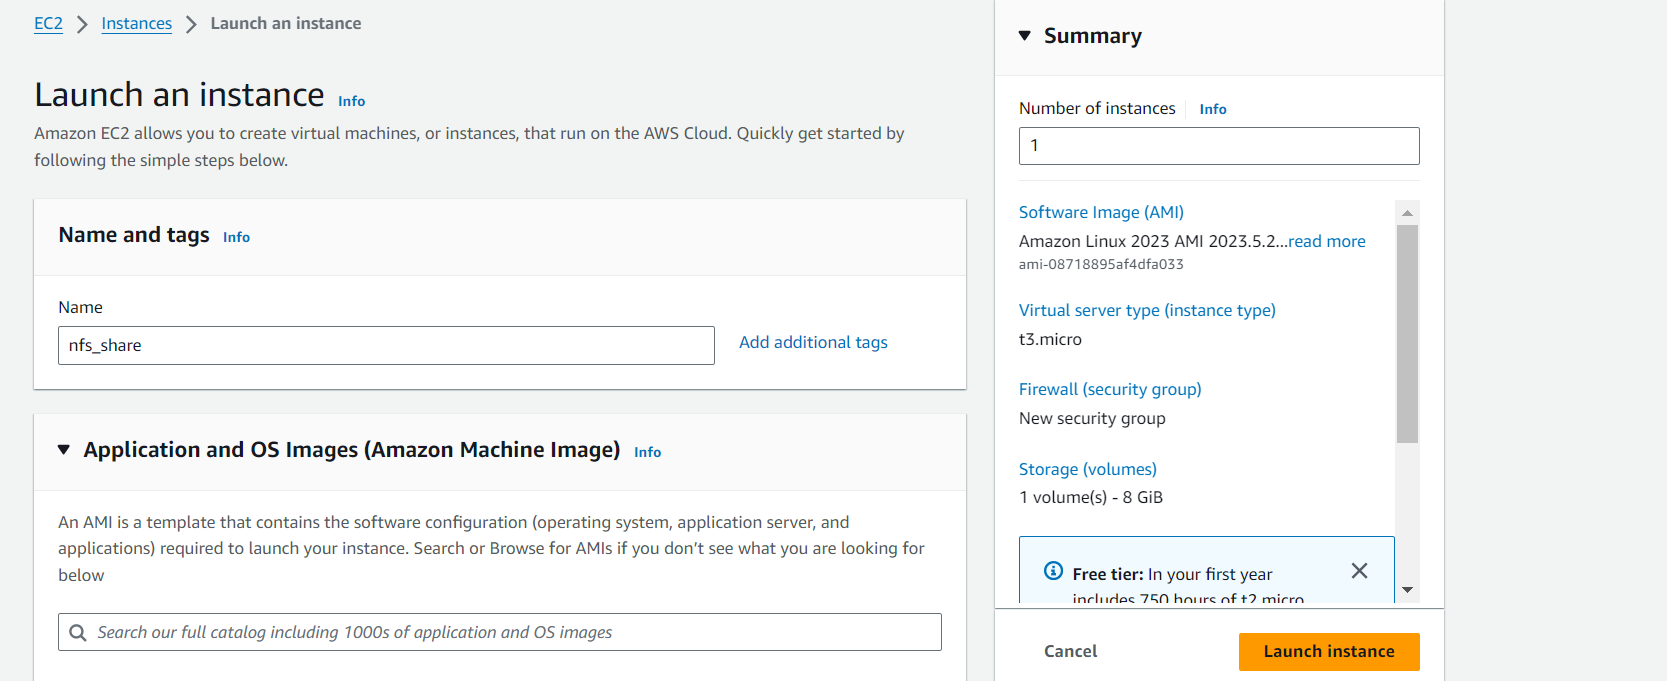 EC2 > Instances > Launch an instance
Launch an instance Info
Amazon EC2 allows you to create virtual machines, or instances, that run on the AWS Cloud. Quickly get started by
following the simple steps below.
Name and tags Info
Name
nfs_share
Add additional tags
Application and OS Images (Amazon Machine Image) Info
An AMI is a template that contains the software configuration (operating system, application server, and
applications) required to launch your instance. Search or Browse for AMIs if you don’t see what you are looking for
below
Search our full catalog including 1000s of application and OS images
Summary
Number of instances Info
1
Software Image (AMI)
Amazon Linux 2023 AMI 2023.5.2...read more
ami-08718895af4dfa033
Virtual server type (instance type)
t3.micro
Firewall (security group)
New security group
Storage (volumes)
1 volume(s) - 8 GiB
Free tier: In your first year
includes 750 hours of t2.micro
Cancel
Launch instance